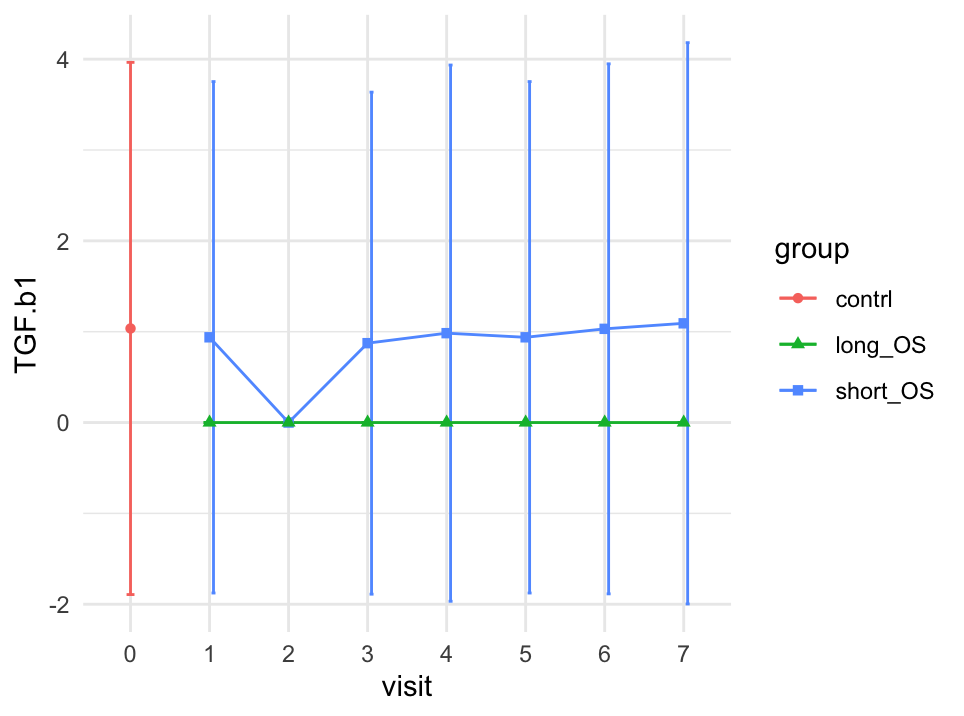 TGF.b1
4
2
0
-2
0 1 2 3 4 5 6 7
visit
group
contrl
long_OS
short_OS